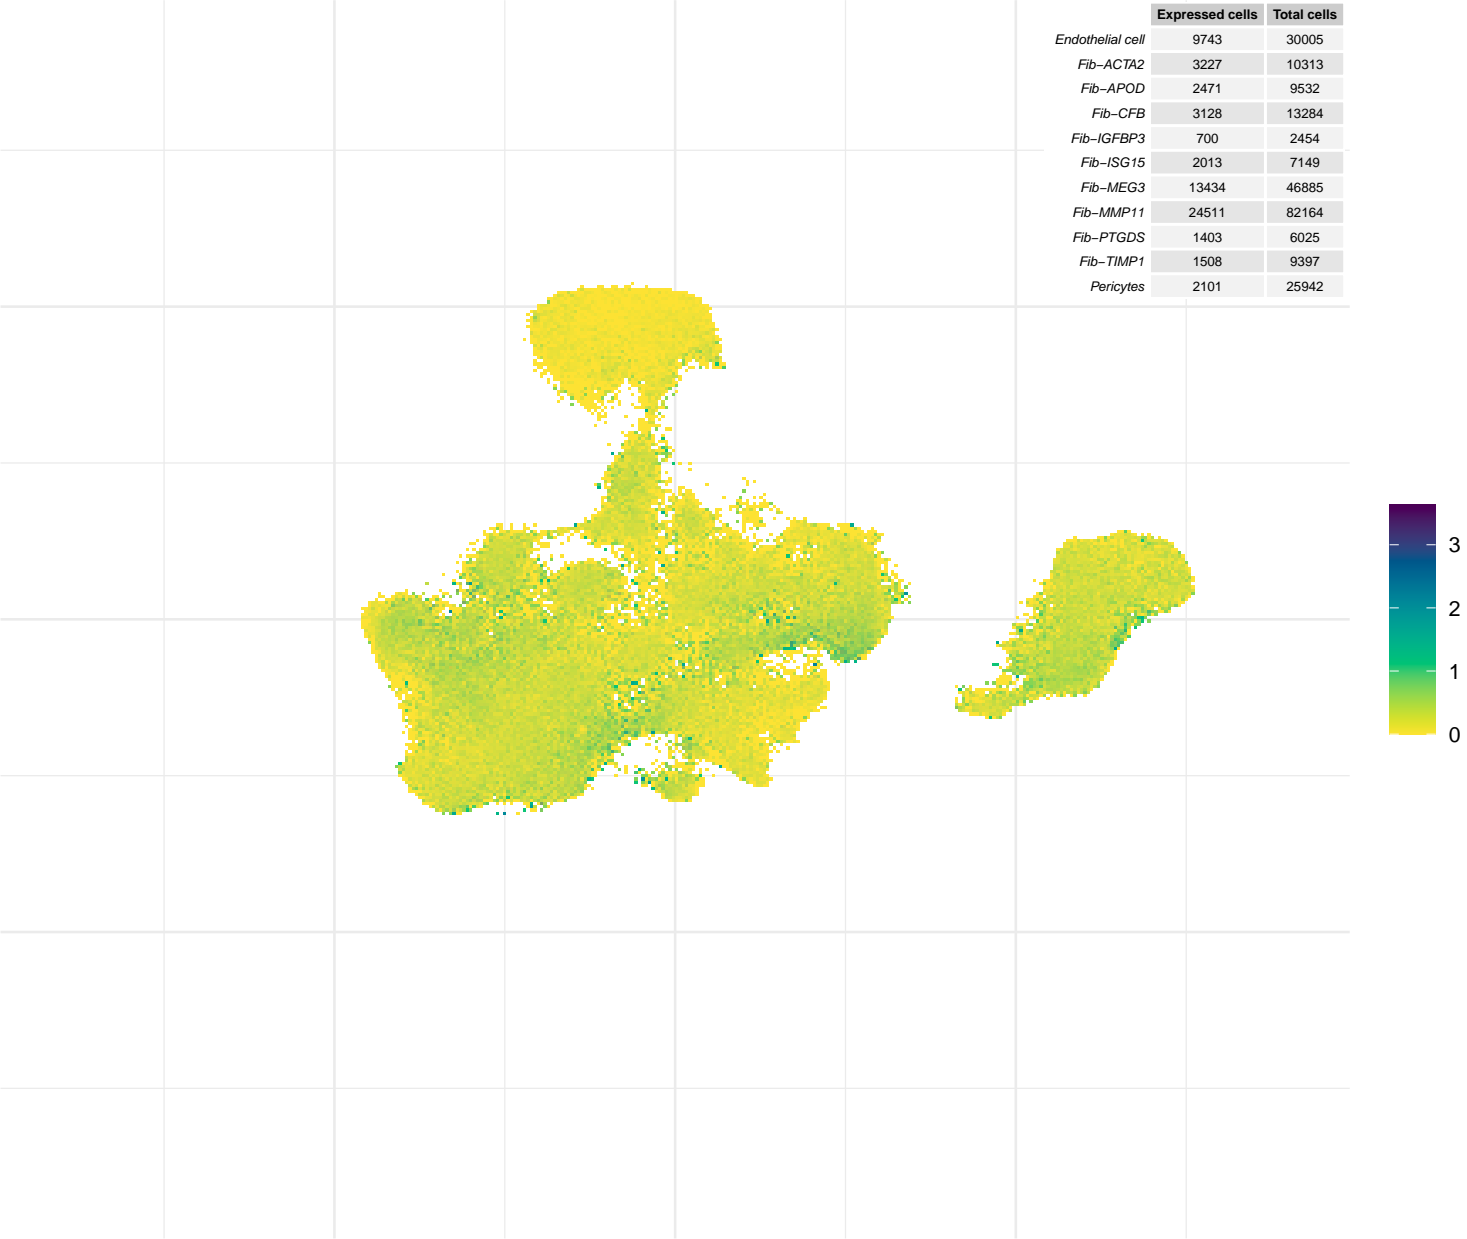 Expressed cells Total cells
Endothelial cell 9743 30005
Fib−ACTA2 3227 10313
Fib−APOD 2471 9532
Fib−CFB 3128 13284
Fib−IGFBP3 700 2454
Fib−ISG15 2013 7149
Fib−MEG3 13434 46885
Fib−MMP11 24511 82164
Fib−PTGDS 1403 6025
Fib−TIMP1 1508 9397
Pericytes 2101 25942
3
2
1
0